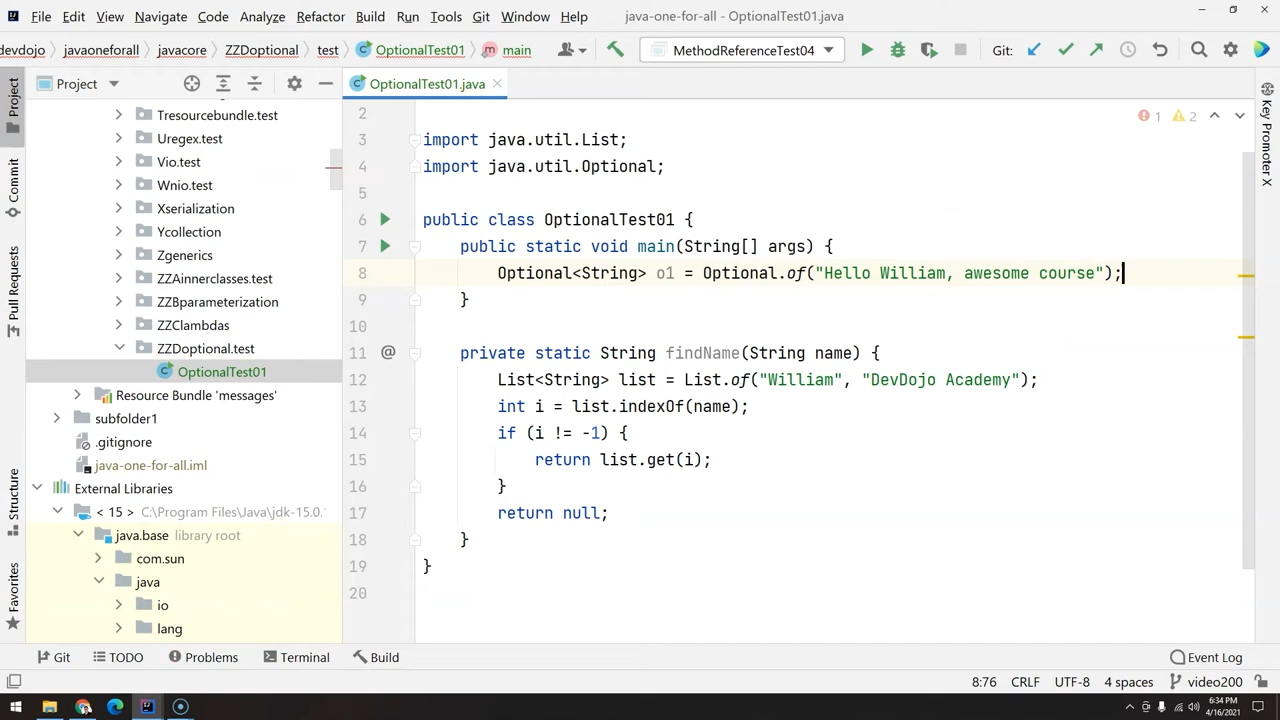 File Edit View Navigate Code Analyze Refactor Build Run Tools Git Window Help java-one-for-all - OptionalTest01.java
devdojo javaoneforall javacore ZZDoptional test OptionalTest01 main MethodReferenceTest04 Git:
Project OptionalTest01.java
Project
Commit
Pull Requests
Structure
Favorites
Tresourcebundle.test
Uregex.test
Vio.test
Wnio.test
Xserialization
Ycollection
Zgenerics
ZZAinnerclasses.test
ZZBparameterization
ZZClambdas
ZZDoptional.test
OptionalTest01
Resource Bundle 'messages'
subfolder1
.gitignore
java-one-for-all.iml
External Libraries
< 15 > C:\Program Files\Java\jdk-15.0.
java.base library root
com.sun
java
io
lang
1 2
2
3 import java.util.List;
4 import java.util.Optional;
5
6 public class OptionalTest01 {
7 public static void main(String[] args) {
8 Optional<String> o1 = Optional.of("Hello William, awesome course");
9 }
10
11 @ private static String findName(String name) {
12 List<String> list = List.of("William", "DevDojo Academy");
13 int i = list.indexOf(name);
14 if (i != -1) {
15 return list.get(i);
16 }
17 return null;
18 }
19 }
20
Key Promoter X
Git TODO Problems Terminal Build Event Log
8:76 CRLF UTF-8 4 spaces video200
6:34 PM
4/16/2021